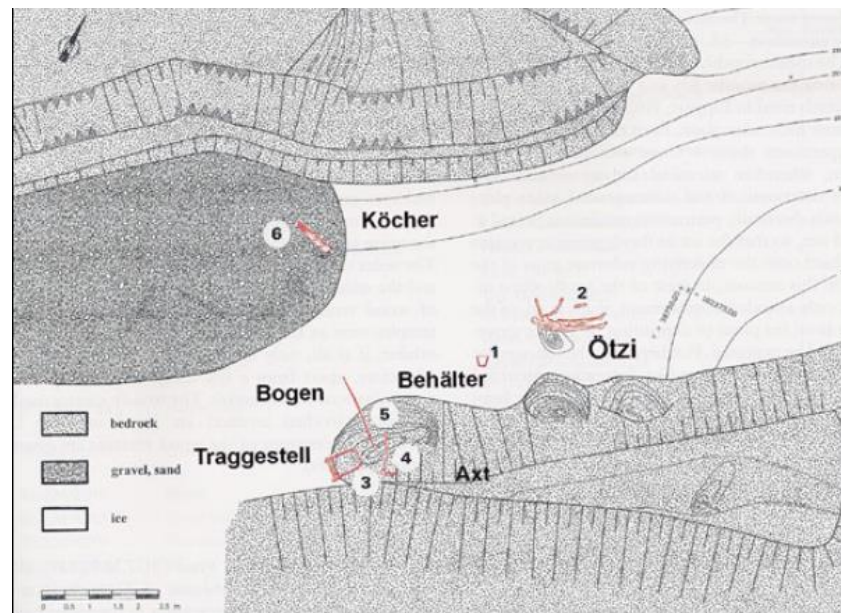 6
Köcher
2
Ötzi
1
Behälter
Bogen
5
Traggestell
4
Axt
3
bedrock
gravel, sand
ice
0 0.5 1 1.5 2 2.5 m